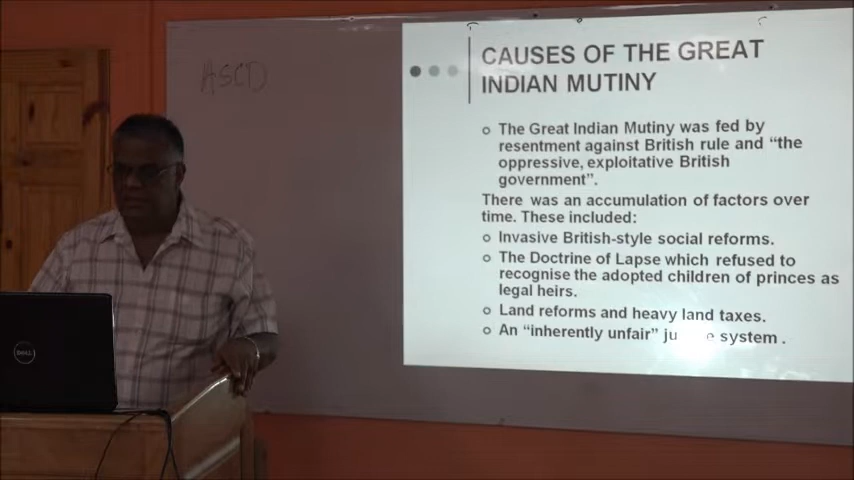 ASCD
CAUSES OF THE GREAT
INDIAN MUTINY
The Great Indian Mutiny was fed by
resentment against British rule and “the
oppressive, exploitative British
government”.
There was an accumulation of factors over
time. These included:
Invasive British-style social reforms.
The Doctrine of Lapse which refused to
recognise the adopted children of princes as
legal heirs.
Land reforms and heavy land taxes.
An “inherently unfair” system .
DELL